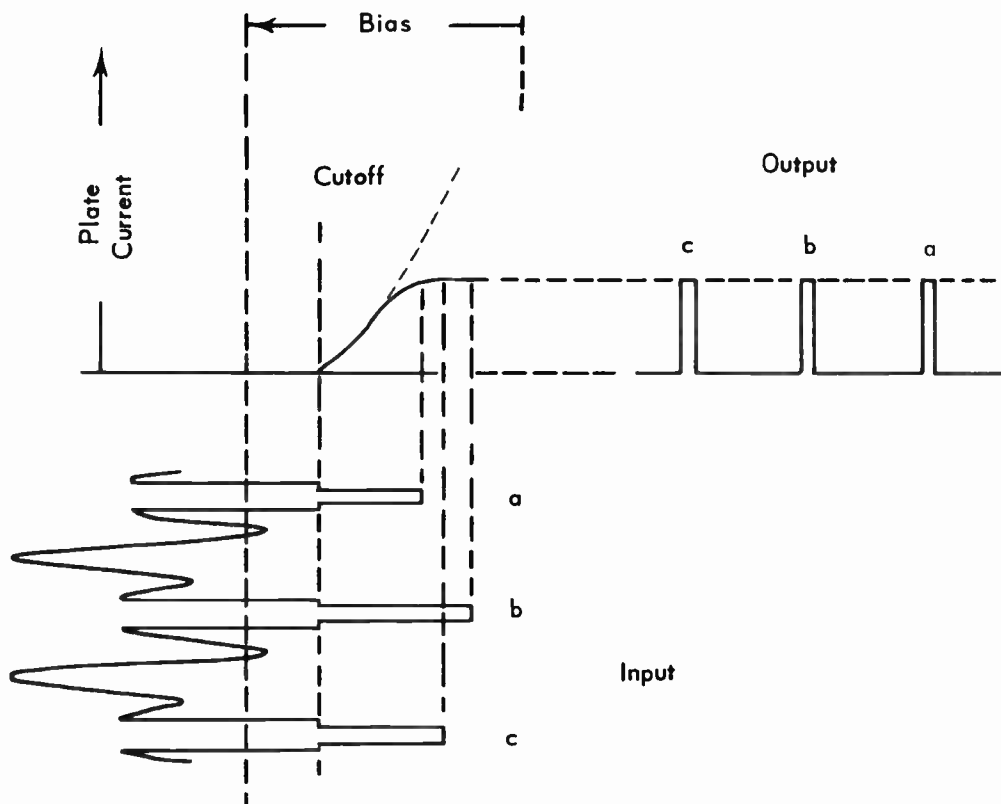 Bias
Plate
Current
Cutoff
Output
c b a
a
b
Input
c